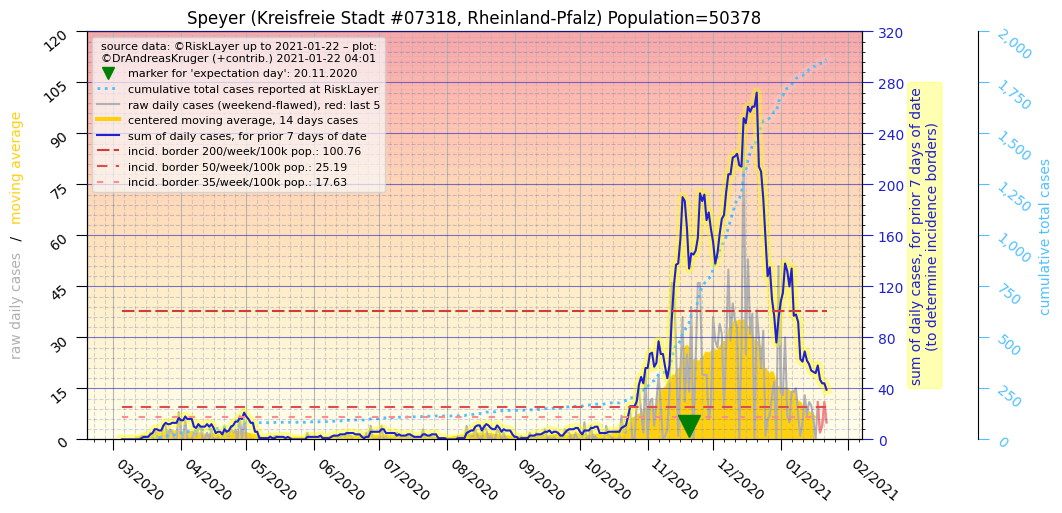 Speyer (Kreisfreie Stadt #07318, Rheinland-Pfalz) Population=50378
source data: ©RiskLayer up to 2021-01-22 – plot:
©DrAndreasKruger (+contrib.) 2021-01-22 04:01
marker for 'expectation day': 20.11.2020
cumulative total cases reported at RiskLayer
raw daily cases (weekend-flawed), red: last 5
centered moving average, 14 days cases
sum of daily cases, for prior 7 days of date
incid. border 200/week/100k pop.: 100.76
incid. border 50/week/100k pop.: 25.19
incid. border 35/week/100k pop.: 17.63
raw daily cases / moving average
120
105
90
75
60
45
30
15
0
03/2020
04/2020
05/2020
06/2020
07/2020
08/2020
09/2020
10/2020
11/2020
12/2020
01/2021
02/2021
320
280
240
200
160
120
80
40
0
sum of daily cases, for prior 7 days of date
(to determine incidence borders)
2,000
1,750
1,500
1,250
1,000
750
500
250
0
cumulative total cases